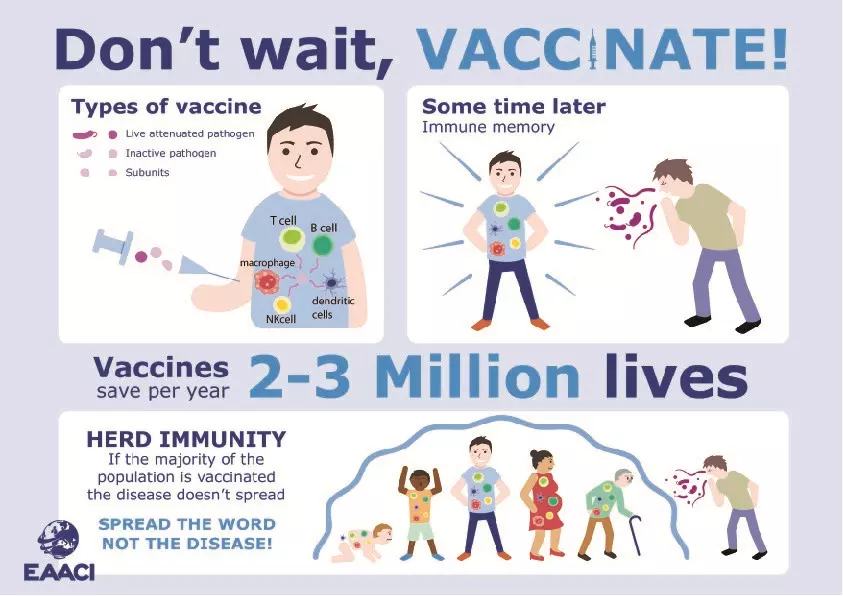 Don't wait, VACCINATE!
Types of vaccine
Live attenuated pathogen
Inactive pathogen
Subunits
T cell
B cell
macrophage
dendritic
cells
NKcell
Some time later
Immune memory
Vaccines
save per year
2-3 Million lives
HERD IMMUNITY
If the majority of the
population is vaccinated
the disease doesn't spread
SPREAD THE WORD
NOT THE DISEASE!
EAACI